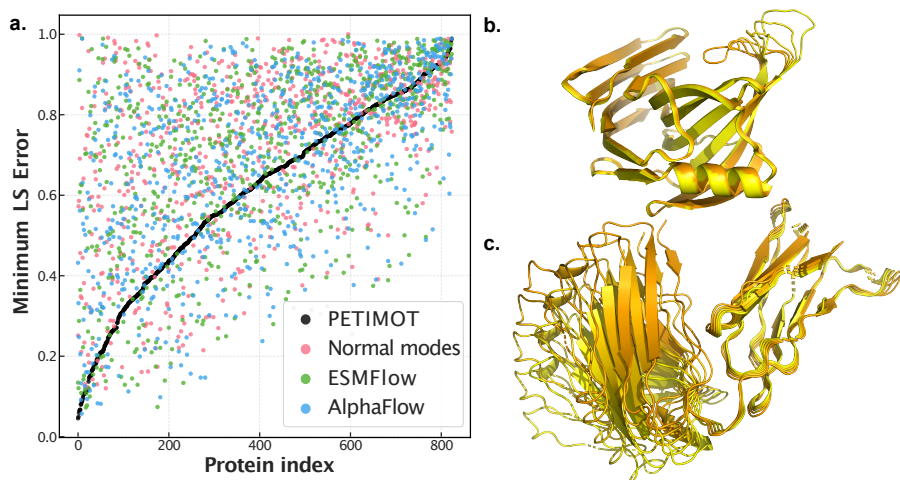 a.
Minimum LS Error
1.0
0.8
0.6
0.4
0.2
0.0
0
200
400
600
800
Protein index
PETIMOT
Normal modes
ESMFlow
AlphaFlow
b.
c.